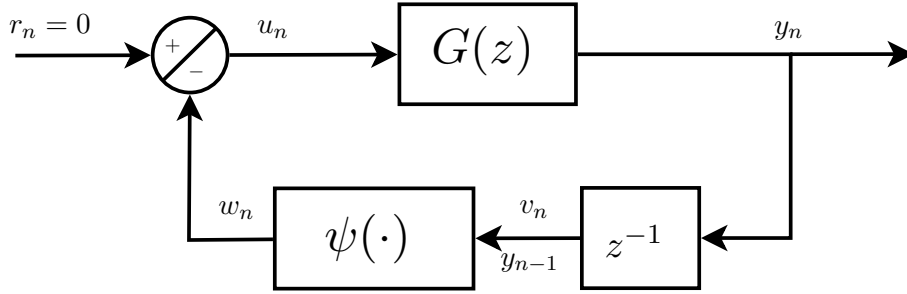 r_n = 0
+
−
u_n
G(z)
y_n
w_n
ψ(·)
v_n
y_{n−1}
z^{−1}